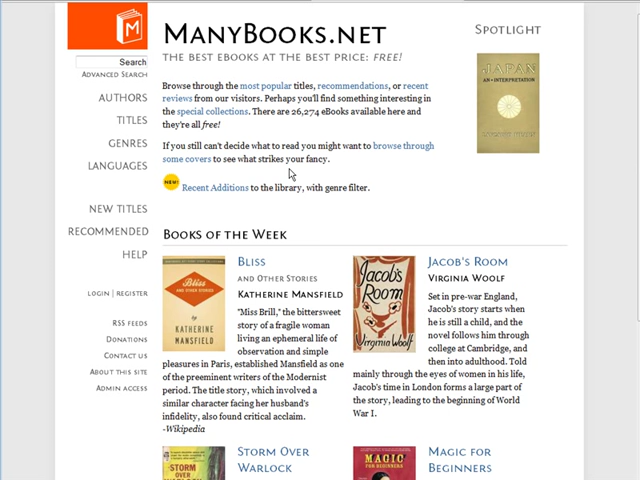 M
MANYBOOKS.NET
THE BEST EBOOKS AT THE BEST PRICE: FREE!
SPOTLIGHT
Search
ADVANCED SEARCH
AUTHORS
TITLES
GENRES
LANGUAGES
NEW TITLES
RECOMMENDED
HELP
LOGIN | REGISTER
RSS FEEDS
DONATIONS
CONTACT US
ABOUT THIS SITE
ADMIN ACCESS
Browse through the most popular titles, recommendations, or recent
reviews from our visitors. Perhaps you'll find something interesting in
the special collections. There are 26,274 eBooks available here and
they're all free!
If you still can't decide what to read you might want to browse through
some covers to see what strikes your fancy.
NEW!
Recent Additions to the library, with genre filter.
JAPAN
AN INTERPRETATION
BOOKS OF THE WEEK
Bliss
by
KATHERINE
MANSFIELD
BLISS
AND OTHER STORIES
KATHERINE MANSFIELD
"Miss Brill," the bittersweet
story of a fragile woman
living an ephemeral life of
observation and simple
pleasures in Paris, established Mansfield as one
of the preeminent writers of the Modernist
period. The title story, which involved a
similar character facing her husband's
infidelity, also found critical acclaim.
-Wikipedia
Jacob's
Room
Virginia Woolf
JACOB'S ROOM
VIRGINIA WOOLF
Set in pre-war England,
Jacob's story starts when
he is still a child, and the
novel follows him through
college at Cambridge, and
then into adulthood. Told
mainly through the eyes of women in his life,
Jacob's time in London forms a large part of
the story, leading to the beginning of World
War I.
STORM OVER
WARLOCK
STORM OVER
WARLOCK
MAGIC
FOR BEGINNERS
MAGIC FOR
BEGINNERS